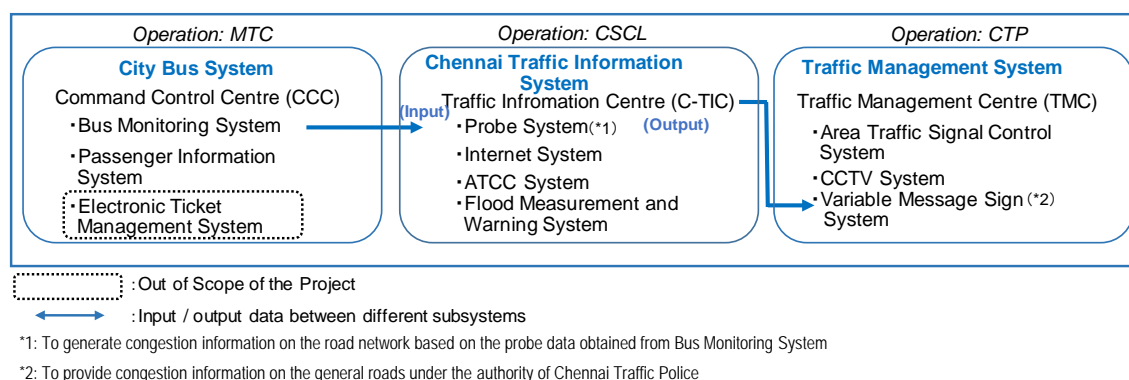 Operation: MTC
City Bus System
Command Control Centre (CCC)
・Bus Monitoring System
・Passenger Information
System
・Electronic Ticket
Management System
Operation: CSCL
Chennai Traffic Information
System
Traffic Infromation Centre (C-TIC)
(Input)
(Output)
・Probe System(*1)
・Internet System
・ATCC System
・Flood Measurement and
Warning System
Operation: CTP
Traffic Management System
Traffic Management Centre (TMC)
・Area Traffic Signal Control
System
・CCTV System
・Variable Message Sign(*2)
System
: Out of Scope of the Project
: Input / output data between different subsystems
*1: To generate congestion information on the road network based on the probe data obtained from Bus Monitoring System
*2: To provide congestion information on the general roads under the authority of Chennai Traffic Police